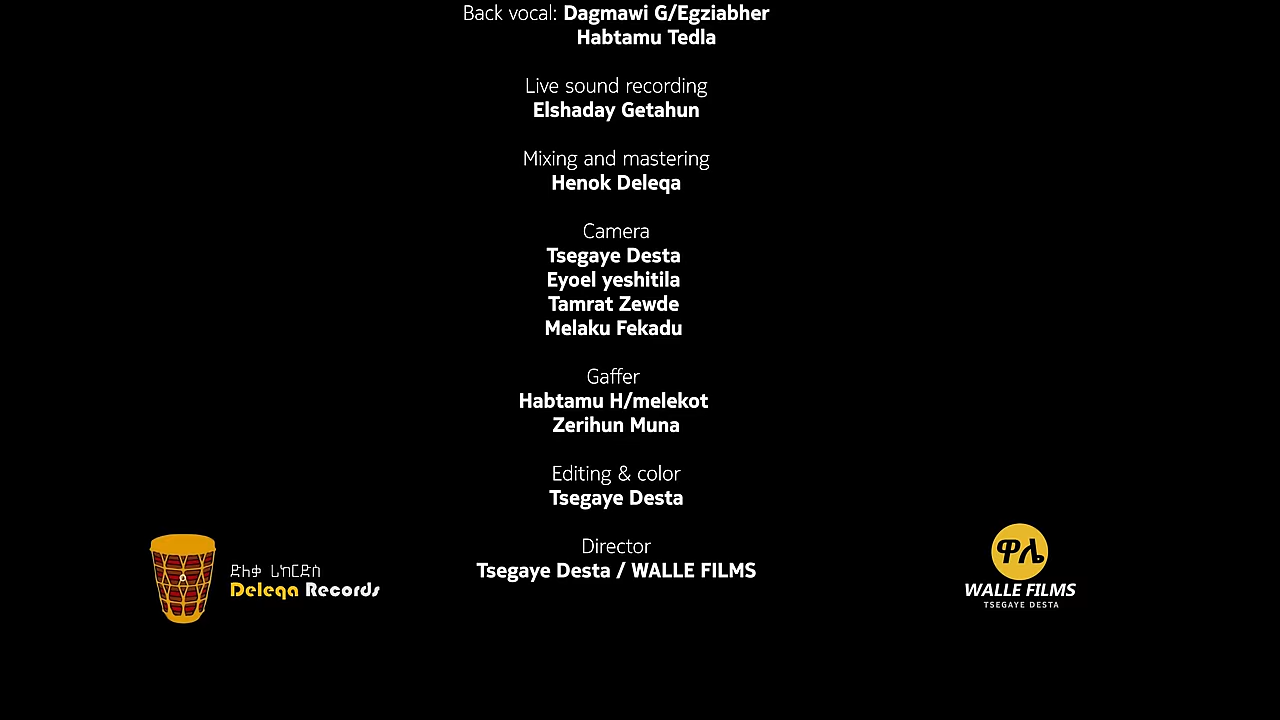 Back vocal: Dagmawi G/Egziabher
Habtamu Tedla
Live sound recording
Elshaday Getahun
Mixing and mastering
Henok Deleqa
Camera
Tsegaye Desta
Eyoel yeshitila
Tamrat Zewde
Melaku Fekadu
Gaffer
Habtamu H/melekot
Zerihun Muna
Editing & color
Tsegaye Desta
Director
Tsegaye Desta / WALLE FILMS
Deleqa Records
ዋሌ
WALLE FILMS
TSEGAYE DESTA